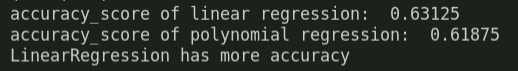 accuracy_score of linear regression:  0.63125
accuracy_score of polynomial regression:  0.61875
LinearRegression has more accuracy